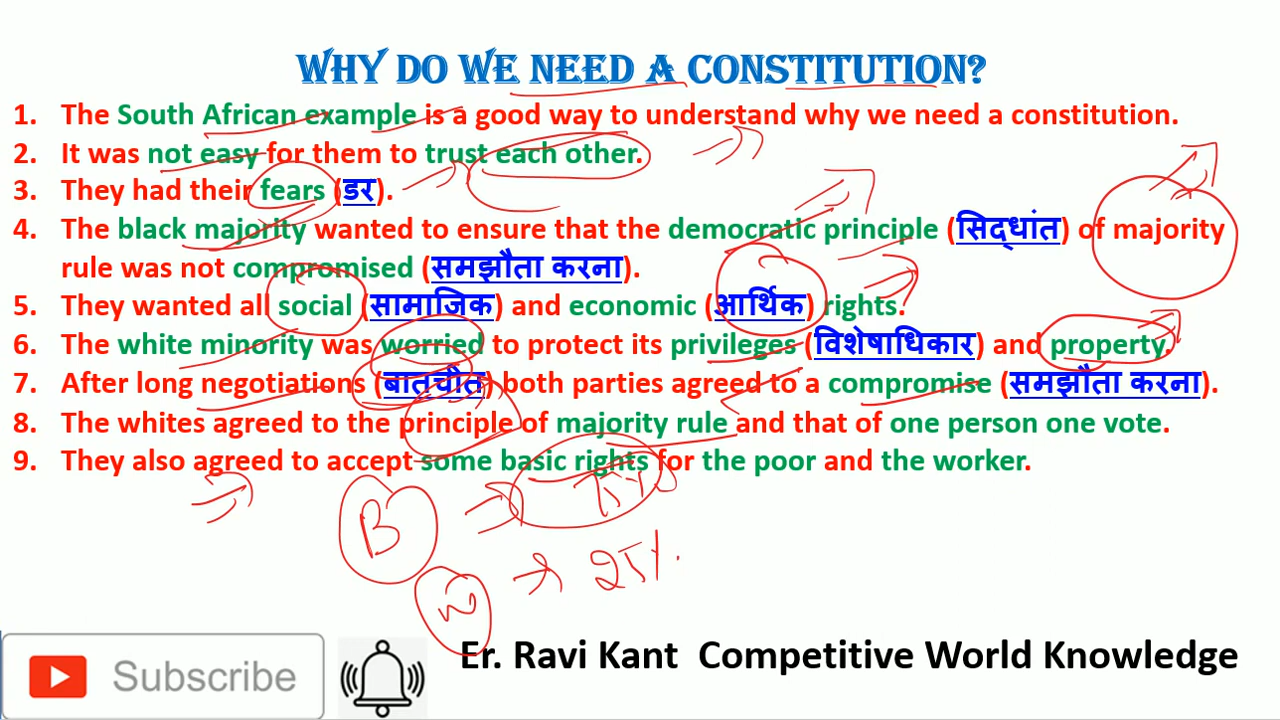 WHY DO WE NEED A CONSTITUTION?
1. The South African example is a good way to understand why we need a constitution.
2. It was not easy for them to trust each other.
3. They had their fears (डर).
4. The black majority wanted to ensure that the democratic principle (सिद्धांत) of majority
rule was not compromised (समझौता करना).
5. They wanted all social (सामाजिक) and economic (आर्थिक) rights.
6. The white minority was worried to protect its privileges (विशेषाधिकार) and property.
7. After long negotiations (बातचीत) both parties agreed to a compromise (समझौता करना).
8. The whites agreed to the principle of majority rule and that of one person one vote.
9. They also agreed to accept some basic rights for the poor and the worker.
B
W
25%
Subscribe
Er. Ravi Kant Competitive World Knowledge